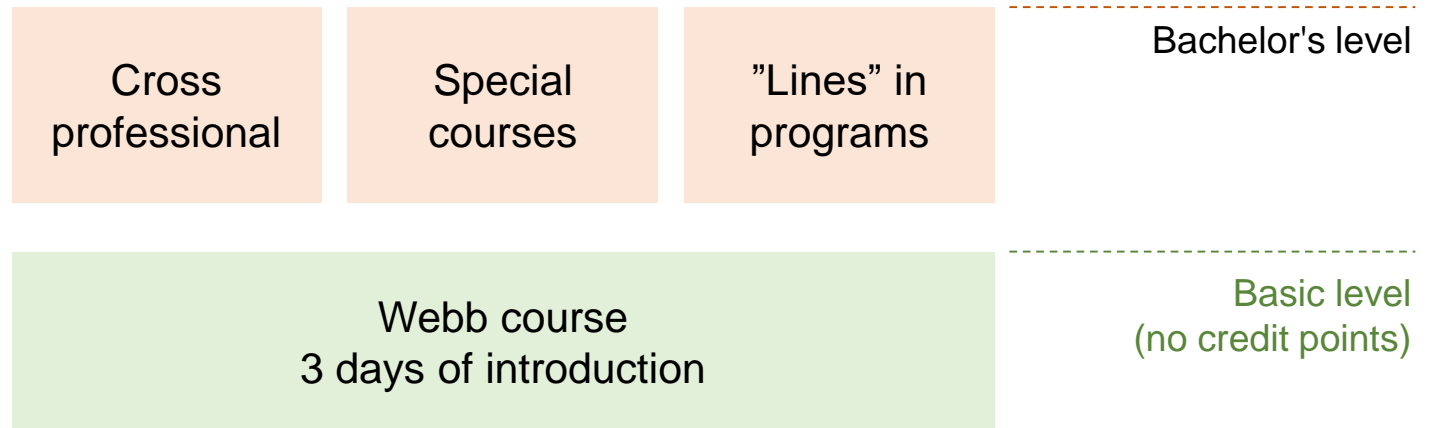 Cross
professional
Special
courses
”Lines” in
programs
Bachelor's level
Webb course
3 days of introduction
Basic level
(no credit points)